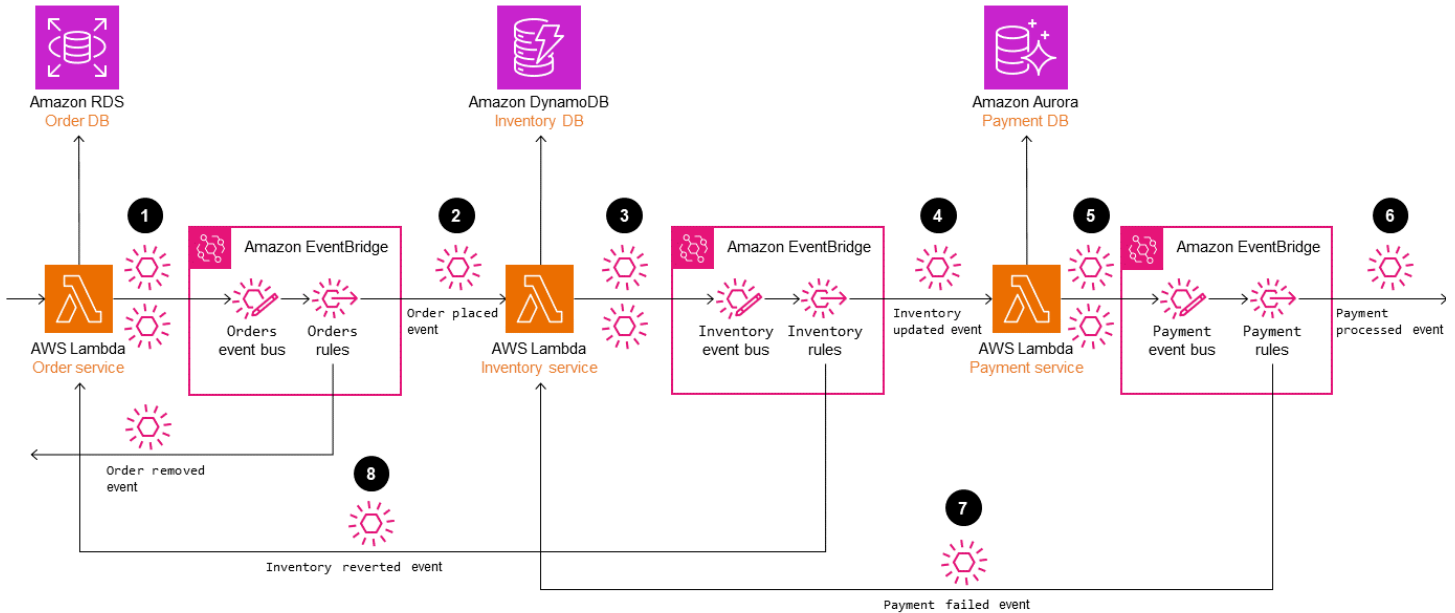 Amazon RDS
Order DB
Amazon DynamoDB
Inventory DB
Amazon Aurora
Payment DB
1
2
3
4
5
6
Amazon EventBridge
Amazon EventBridge
Amazon EventBridge
Orders
event bus
Orders
rules
Order placed
event
Inventory
event bus
Inventory
rules
Inventory
updated event
Payment
event bus
Payment
rules
Payment
processed event
AWS Lambda
Order service
AWS Lambda
Inventory service
AWS Lambda
Payment service
Order removed
event
8
Inventory reverted event
7
Payment failed event